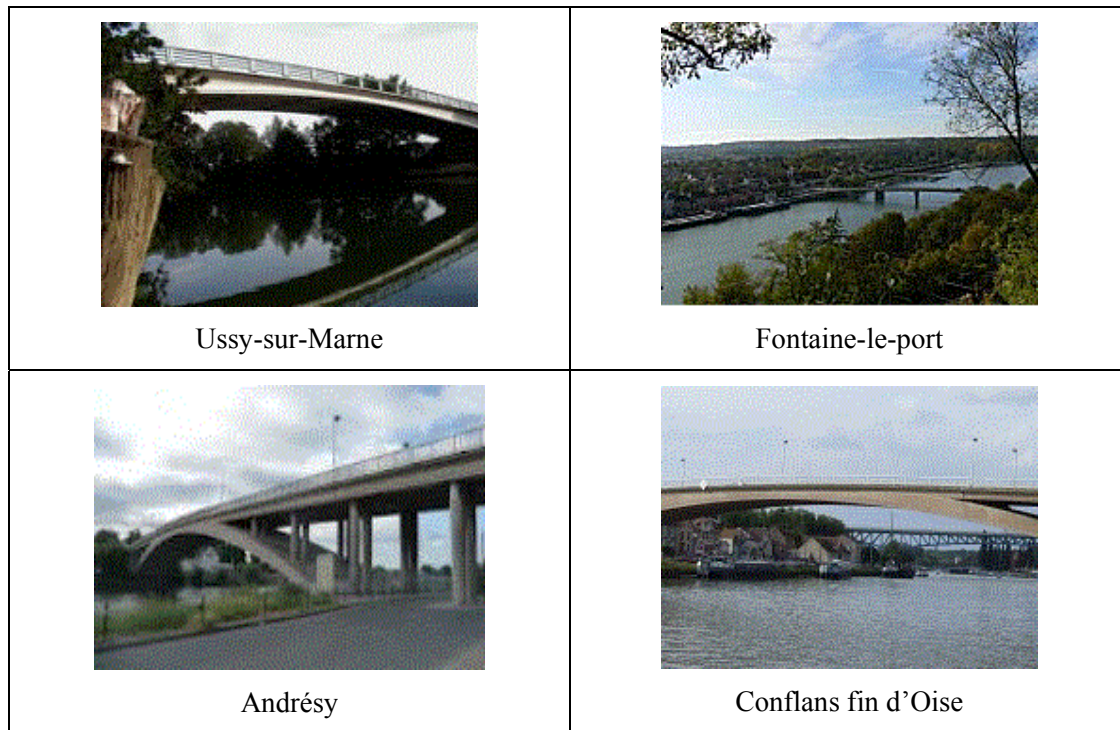 Ussy-sur-Marne
Fontaine-le-port
Andrésy
Conflans fin d’Oise